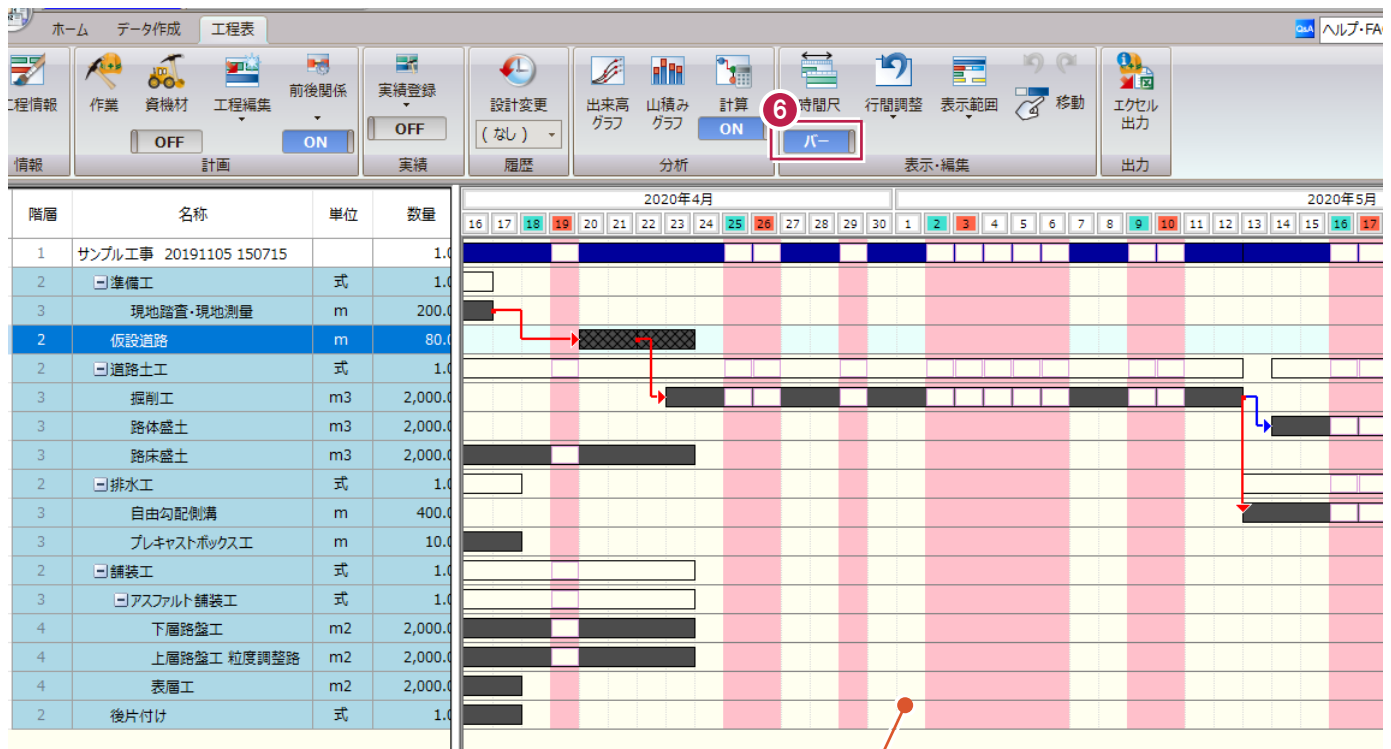 ホーム データ作成 工程表
Q&A ヘルプ・FA
工程情報 作業 資機材 工程編集 前後関係 実績登録 設計変更 出来高グラフ 山積みグラフ 計算 6 時間尺 行間調整 表示範囲 移動 エクセル出力
OFF ON OFF (なし) ON バー
情報 計画 実績 履歴 分析 表示・編集 出力
2020年4月 2020年5月
階層 名称 単位 数量
16 17 18 19 20 21 22 23 24 25 26 27 28 29 30 1 2 3 4 5 6 7 8 9 10 11 12 13 14 15 16 17
1 サンプル工事 20191105 150715 1.0
2 準備工 式 1.0
3 現地踏査・現地測量 m 200.0
2 仮設道路 m 80.0
2 道路土工 式 1.0
3 掘削工 m3 2,000.0
3 路体盛土 m3 2,000.0
3 路床盛土 m3 2,000.0
2 排水工 式 1.0
3 自由勾配側溝 m 400.0
3 プレキャストボックス工 m 10.0
2 舗装工 式 1.0
3 アスファルト舗装工 式 1.0
4 下層路盤工 m2 2,000.0
4 上層路盤工 粒度調整路 m2 2,000.0
4 表層工 m2 2,000.0
2 後片付け 式 1.0